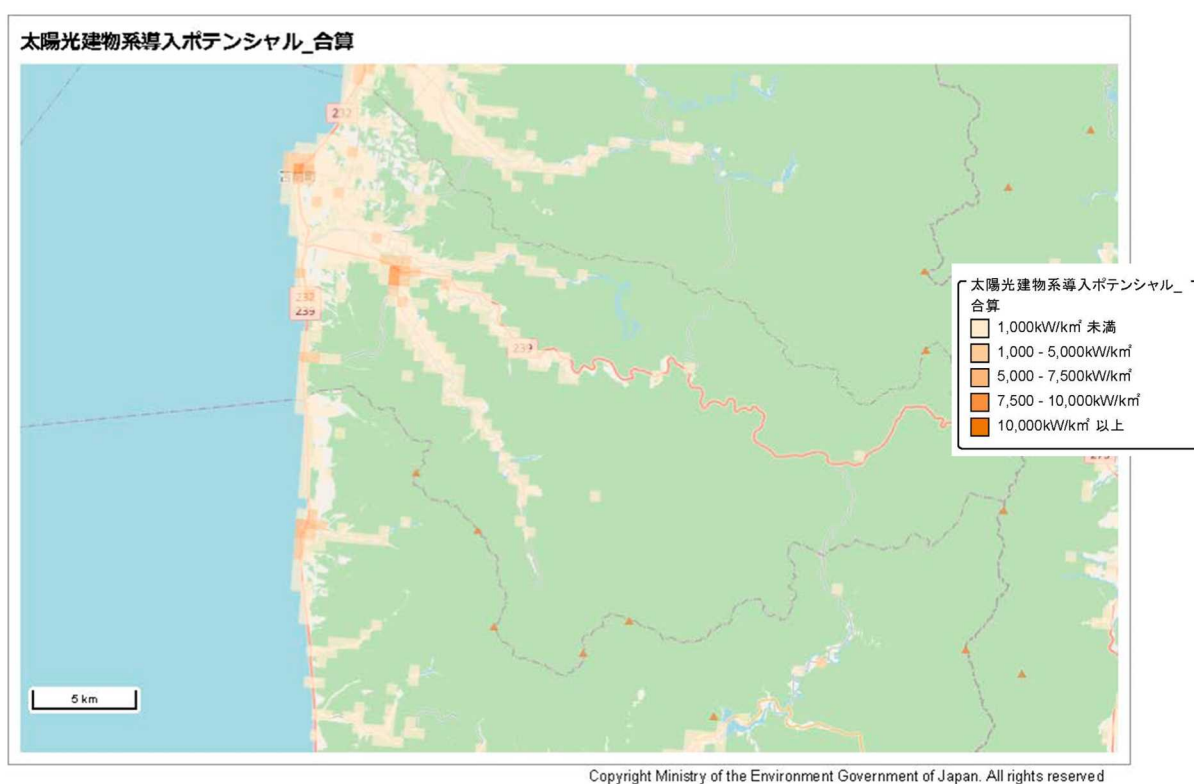 太陽光建物系導入ポテンシャル_合算
232
232
239
239
太陽光建物系導入ポテンシャル_
合算
1,000kW/k㎡ 未満
1,000 - 5,000kW/k㎡
5,000 - 7,500kW/k㎡
7,500 - 10,000kW/k㎡
10,000kW/k㎡ 以上
5 km
Copyright Ministry of the Environment Government of Japan. All rights reserved